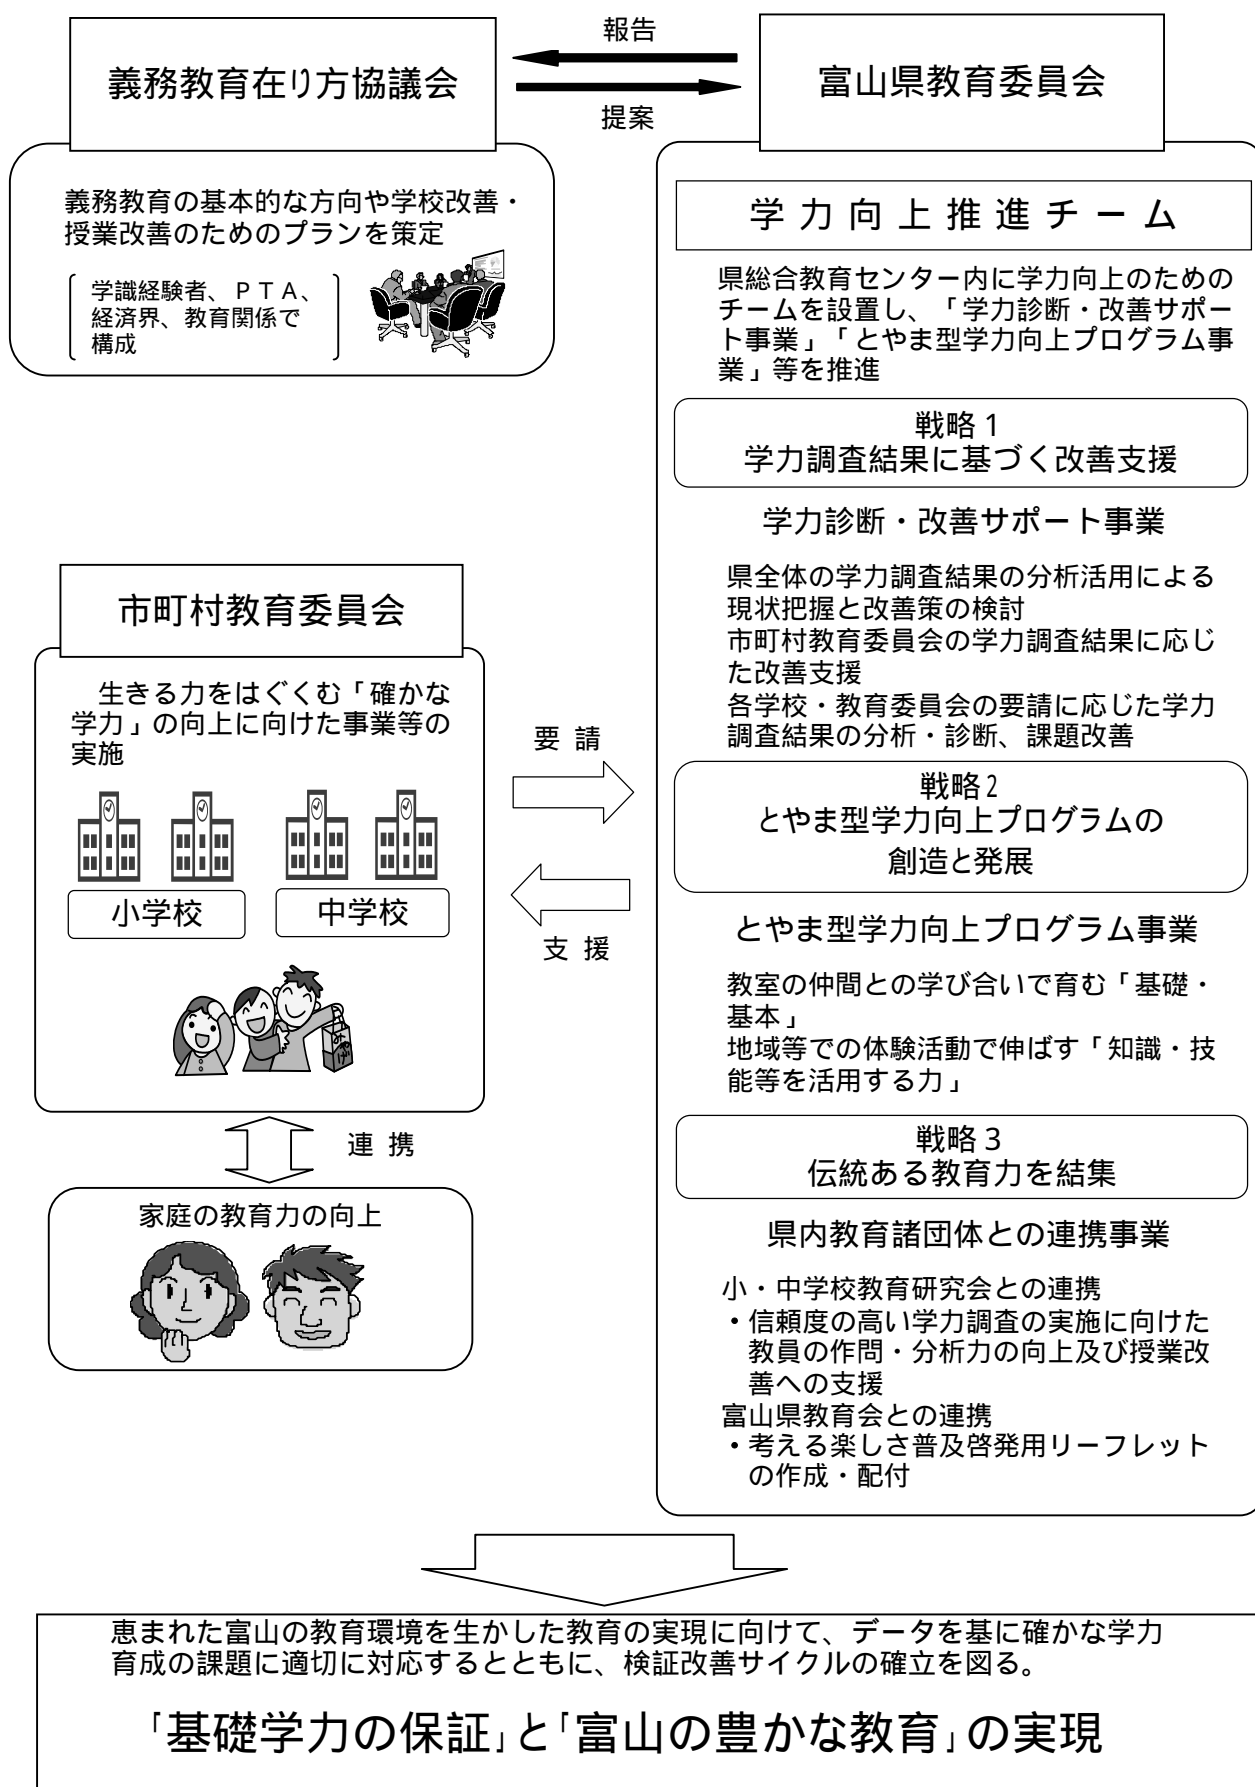 報告
義務教育在り方協議会
富山県教育委員会
提案
義務教育の基本的な方向や学校改善・
授業改善のためのプランを策定
学識経験者、ＰＴＡ、
経済界、教育関係で
構成
学力向上推進チーム
県総合教育センター内に学力向上のための
チームを設置し、「学力診断・改善サポー
ト事業」「とやま型学力向上プログラム事
業」等を推進
戦略１
学力調査結果に基づく改善支援
学力診断・改善サポート事業
県全体の学力調査結果の分析活用による
現状把握と改善策の検討
市町村教育委員会の学力調査結果に応じ
た改善支援
各学校・教育委員会の要請に応じた学力
調査結果の分析・診断、課題改善
市町村教育委員会
生きる力をはぐくむ「確かな
学力」の向上に向けた事業等の
実施
小学校
中学校
みやげ
要請
支援
戦略2
とやま型学力向上プログラムの
創造と発展
とやま型学力向上プログラム事業
教室の仲間との学び合いで育む「基礎・
基本」
地域等での体験活動で伸ばす「知識・技
能等を活用する力」
連携
家庭の教育力の向上
戦略３
伝統ある教育力を結集
県内教育諸団体との連携事業
小・中学校教育研究会との連携
・信頼度の高い学力調査の実施に向けた
教員の作問・分析力の向上及び授業改
善への支援
富山県教育会との連携
・考える楽しさ普及啓発用リーフレット
の作成・配付
恵まれた富山の教育環境を生かした教育の実現に向けて、データを基に確かな学力
育成の課題に適切に対応するとともに、検証改善サイクルの確立を図る。
「基礎学力の保証」と「富山の豊かな教育」の実現